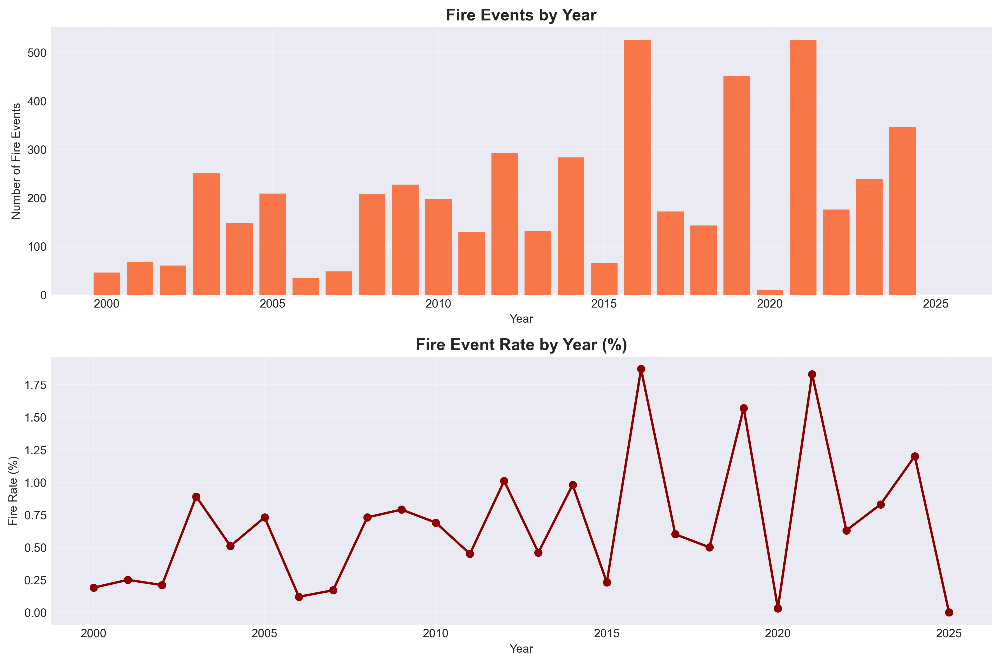 Fire Events by Year
Number of Fire Events
500
400
300
200
100
0
2000 2005 2010 2015 2020 2025
Year
Fire Event Rate by Year (%)
Fire Rate (%)
1.75
1.50
1.25
1.00
0.75
0.50
0.25
0.00
2000 2005 2010 2015 2020 2025
Year